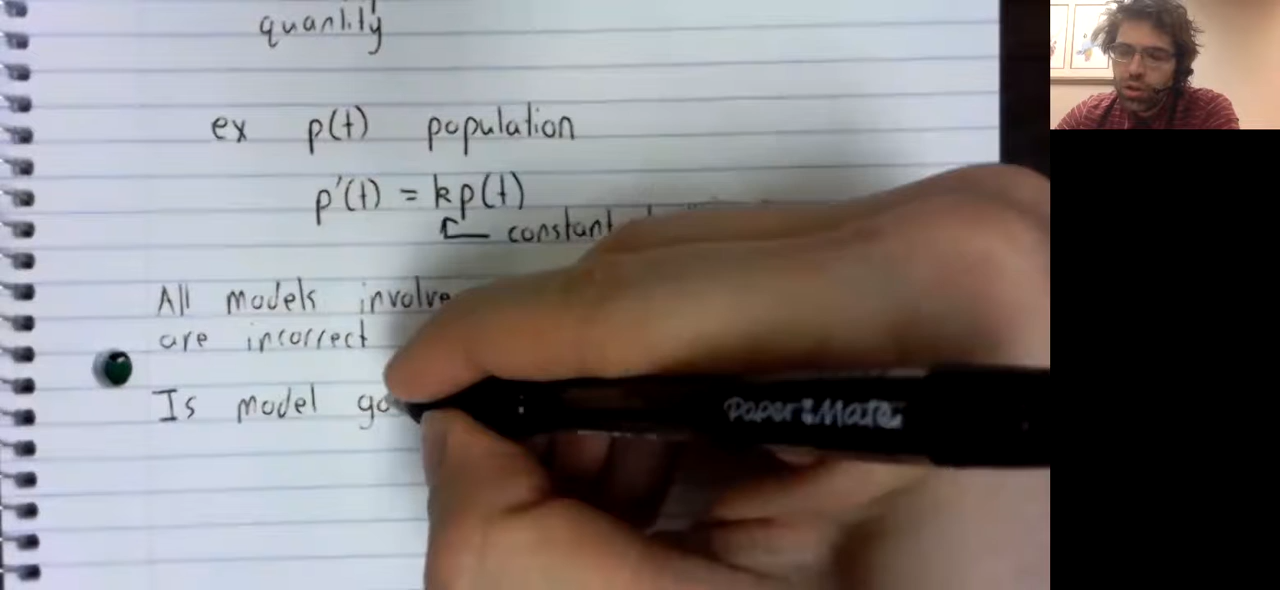 quantity
ex p(t) population
p'(t) = kp(t)
constant
All models involve
are incorrect
Is model go
Paper:Mate